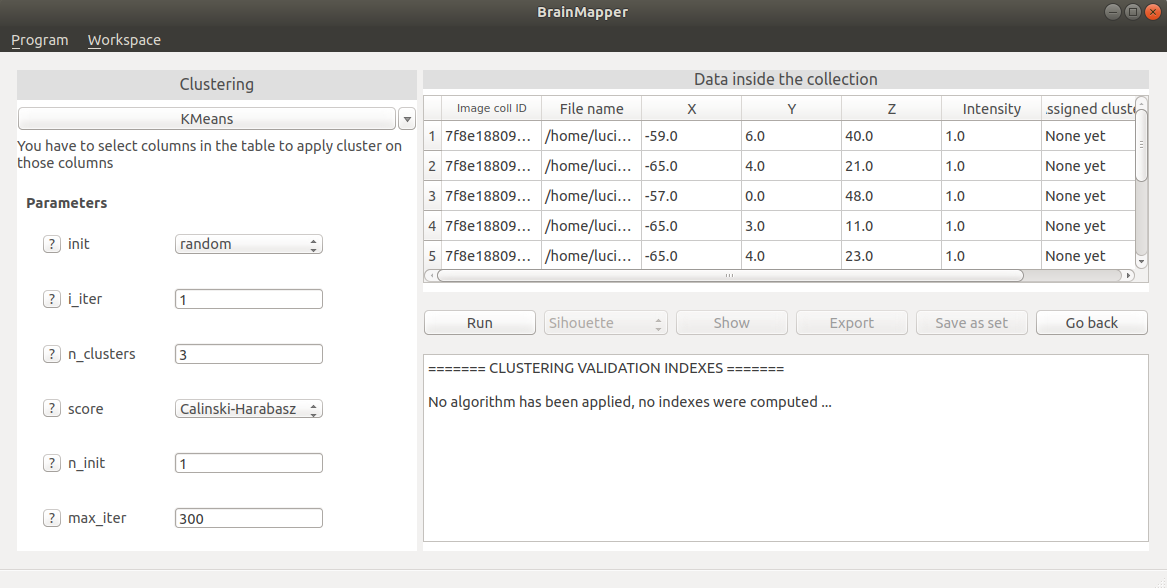 BrainMapper
Program Workspace
Clustering
KMeans
You have to select columns in the table to apply cluster on
those columns
Parameters
? init random
? i_iter 1
? n_clusters 3
? score Calinski-Harabasz
? n_init 1
? max_iter 300
Data inside the collection
Image coll ID File name X Y Z Intensity .ssigned cluste
1 7f8e18809... /home/luci... -59.0 6.0 40.0 1.0 None yet
2 7f8e18809... /home/luci... -65.0 4.0 21.0 1.0 None yet
3 7f8e18809... /home/luci... -57.0 0.0 48.0 1.0 None yet
4 7f8e18809... /home/luci... -65.0 3.0 11.0 1.0 None yet
5 7f8e18809... /home/luci... -65.0 4.0 23.0 1.0 None yet
Run Sihouette Show Export Save as set Go back
======= CLUSTERING VALIDATION INDEXES =======
No algorithm has been applied, no indexes were computed ...